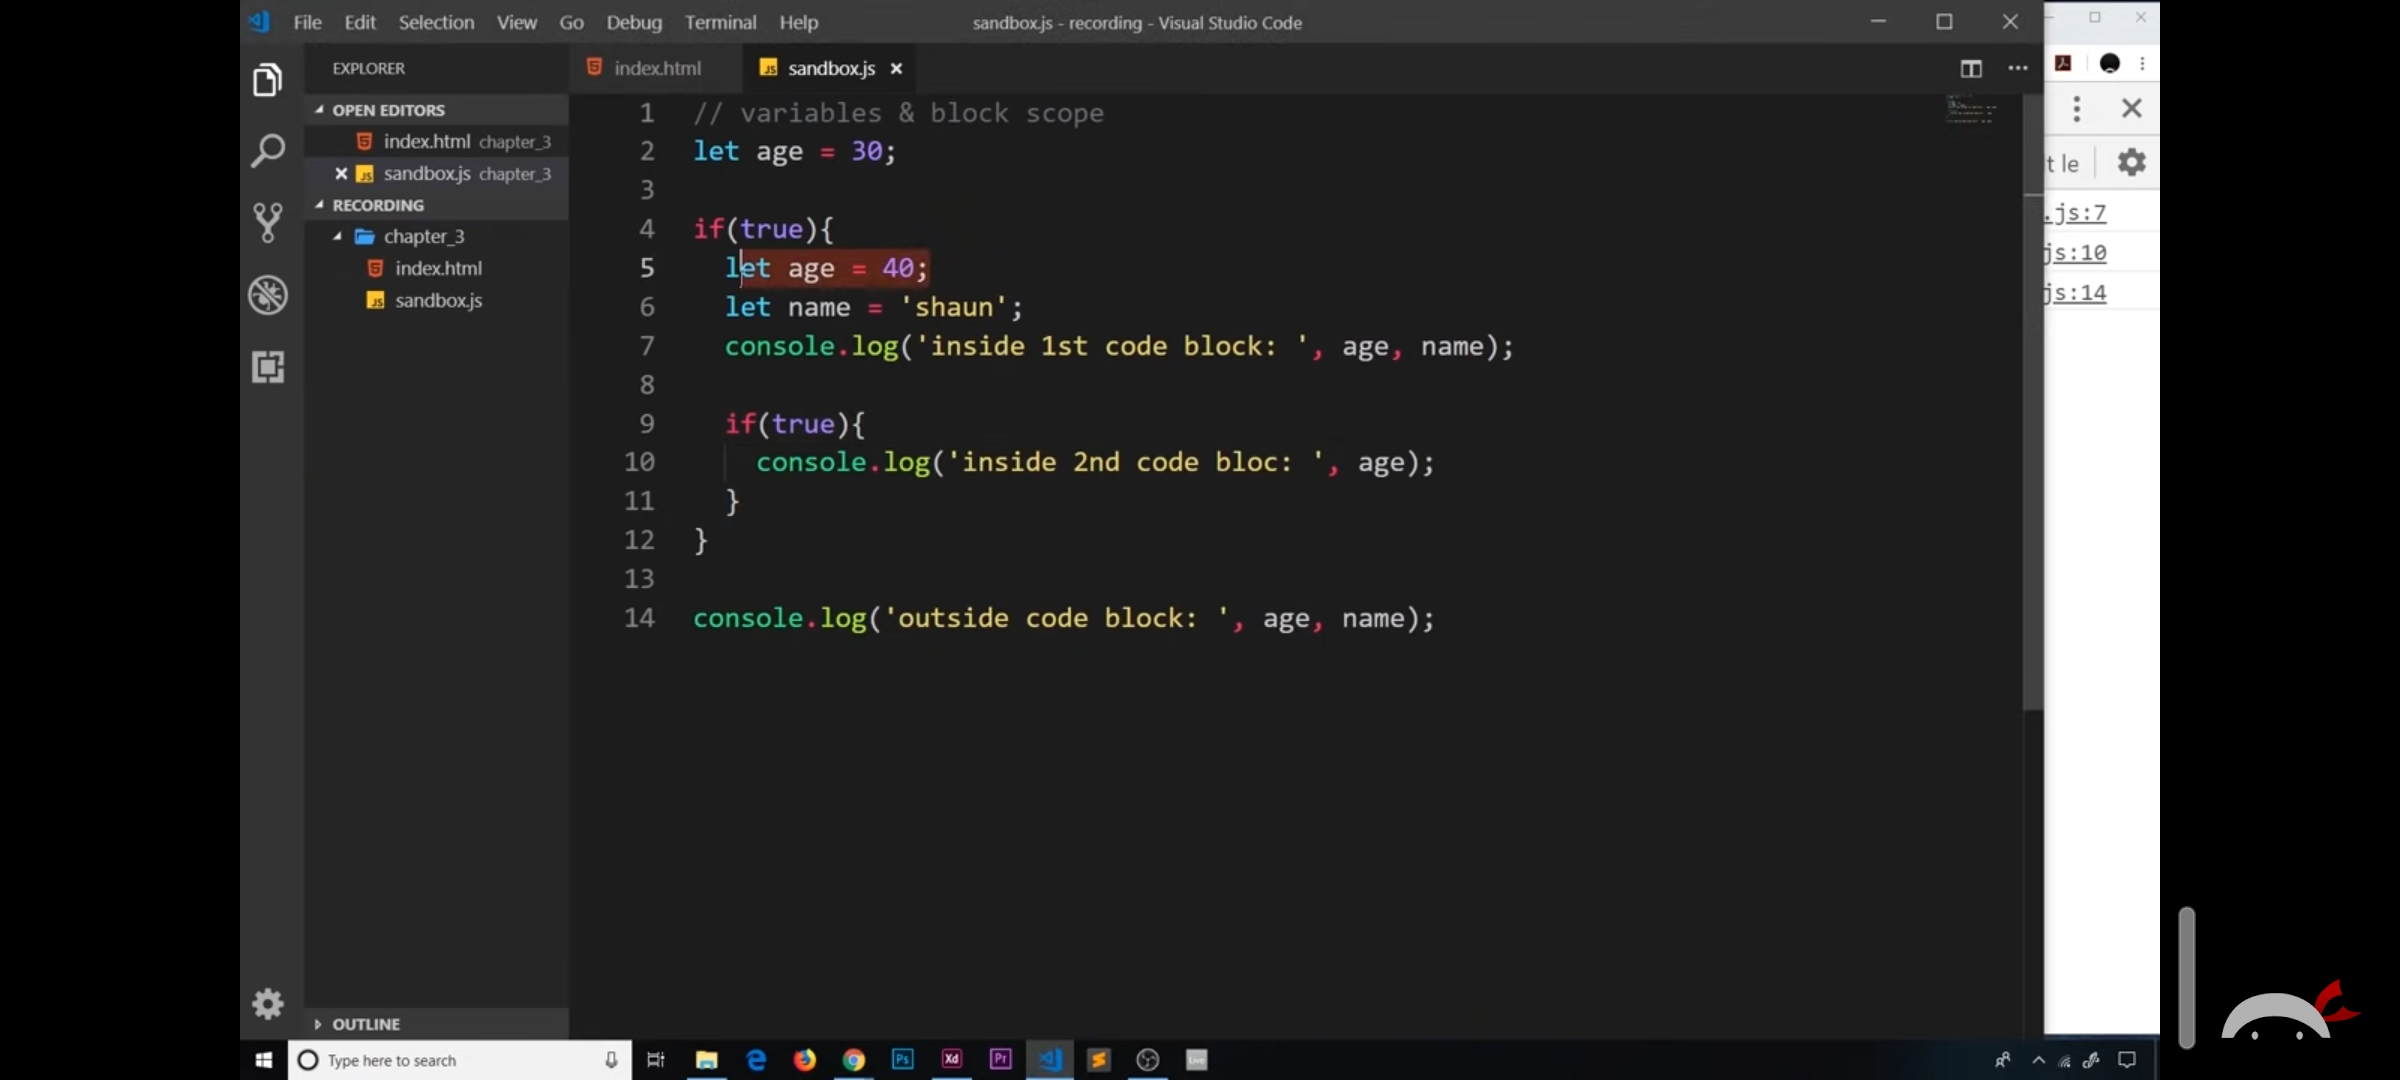 File Edit Selection View Go Debug Terminal Help
sandbox.js - recording - Visual Studio Code
EXPLORER
index.html
sandbox.js
OPEN EDITORS
index.html chapter_3
sandbox.js chapter_3
RECORDING
chapter_3
index.html
sandbox.js
OUTLINE
1 // variables & block scope
2 let age = 30;
3
4 if(true){
5 let age = 40;
6 let name = 'shaun';
7 console.log('inside 1st code block: ', age, name);
8
9 if(true){
10 console.log('inside 2nd code bloc: ', age);
11 }
12 }
13
14 console.log('outside code block: ', age, name);
t le
.js:7
js:10
js:14
Type here to search
Ps
Xd
Pr